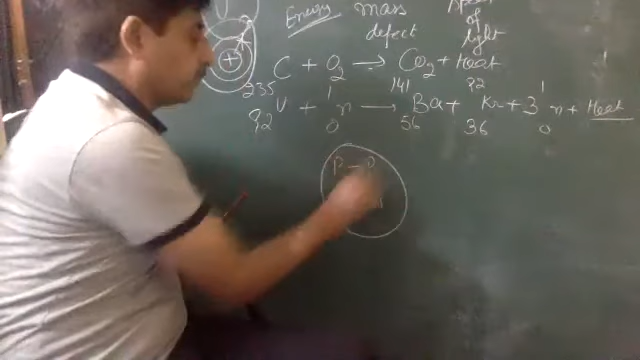 Energy mass defect Speed of light
C + O2 → CO2 + Heat
235 92 U + 1 0 n → 141 56 Ba + 92 36 Kr + 3 1 0 n + Heat
P – P